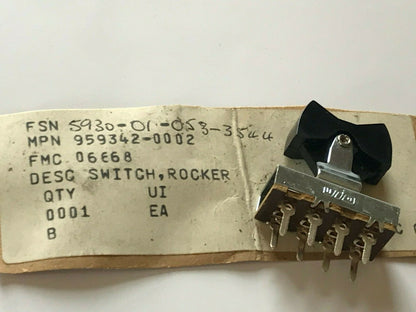 FSN 5930-01-053-3544
MPN 959342-0002
FMC 06668
DESC SWITCH, ROCKER
QTY UI
0001 EA
B